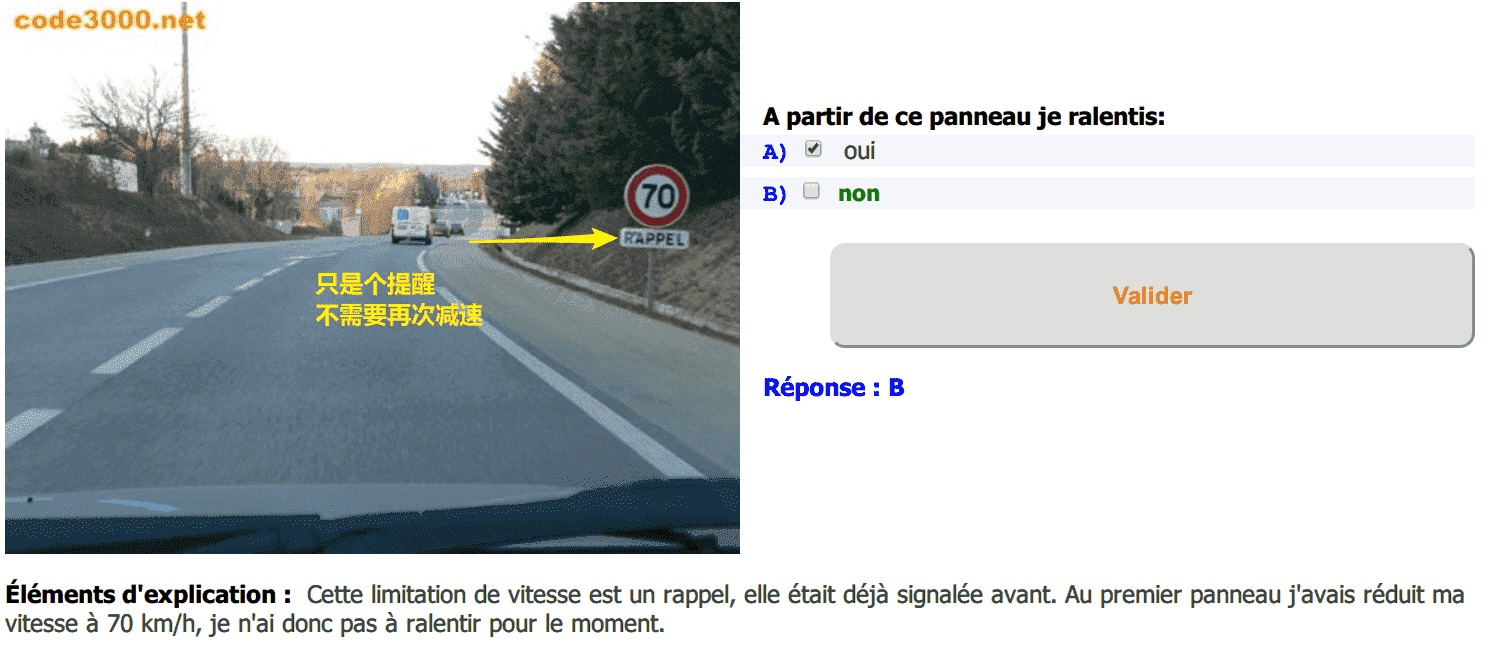 code3000.net
70
RAPPEL
只是个提醒
不需要再次减速
A partir de ce panneau je ralentis:
A) oui
B) non
Valider
Réponse : B
Éléments d'explication : Cette limitation de vitesse est un rappel, elle était déjà signalée avant. Au premier panneau j'avais réduit ma
vitesse à 70 km/h, je n'ai donc pas à ralentir pour le moment.